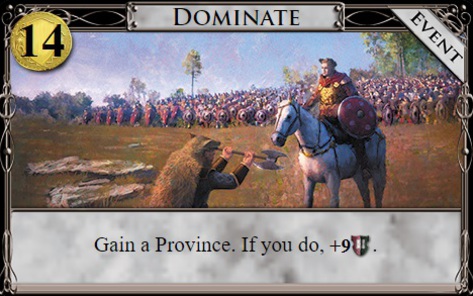 DOMINATE
14
EVENT
Gain a Province. If you do, +9.